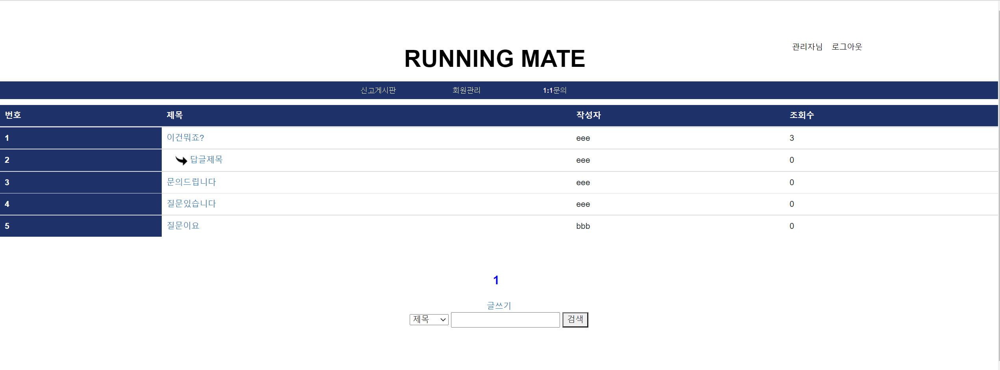 관리자님 로그아웃
RUNNING MATE
신고게시판 회원관리 1:1문의
번호 제목 작성자 조회수
1 이건뭐죠? eee 3
2 답글제목 eee 0
3 문의드립니다 eee 0
4 질문있습니다 eee 0
5 질문이요 bbb 0
1
글쓰기
제목 검색